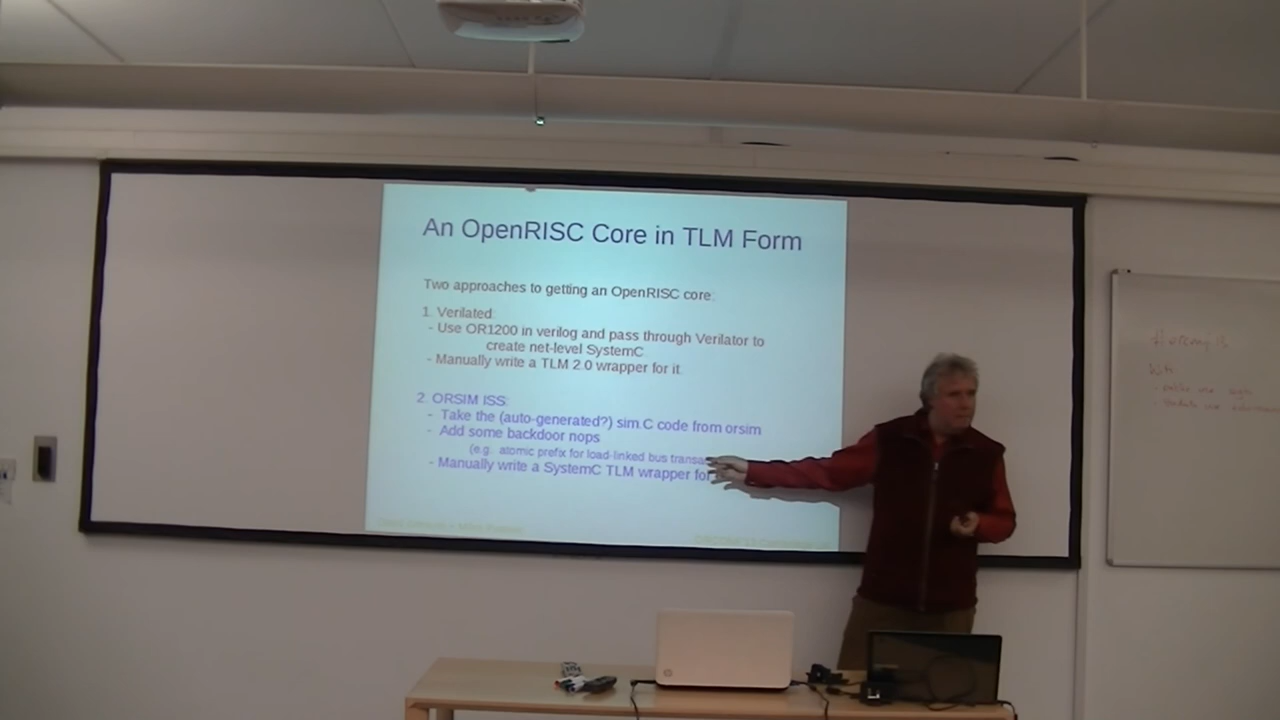 An OpenRISC Core in TLM Form
Two approaches to getting an OpenRISC core:
1. Verilated:
- Use OR1200 in verilog and pass through Verilator to
create net-level SystemC
- Manually write a TLM 2.0 wrapper for it.
2. ORSIM ISS:
- Take the (auto-generated?) sim.C code from orsim
- Add some backdoor nops
(e.g. atomic prefix for load-linked bus transa
- Manually write a SystemC TLM wrapper for